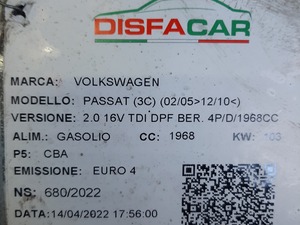 DISFACAR
MARCA: VOLKSWAGEN
MODELLO: PASSAT (3C) (02/05>12/10<)
VERSIONE: 2.0 16V TDI DPF BER. 4P/D/1968CC
ALIM.: GASOLIO CC: 1968 KW: 103
P5: CBA
EMISSIONE: EURO 4
NS: 680/2022
DATA: 14/04/2022 17:56:00